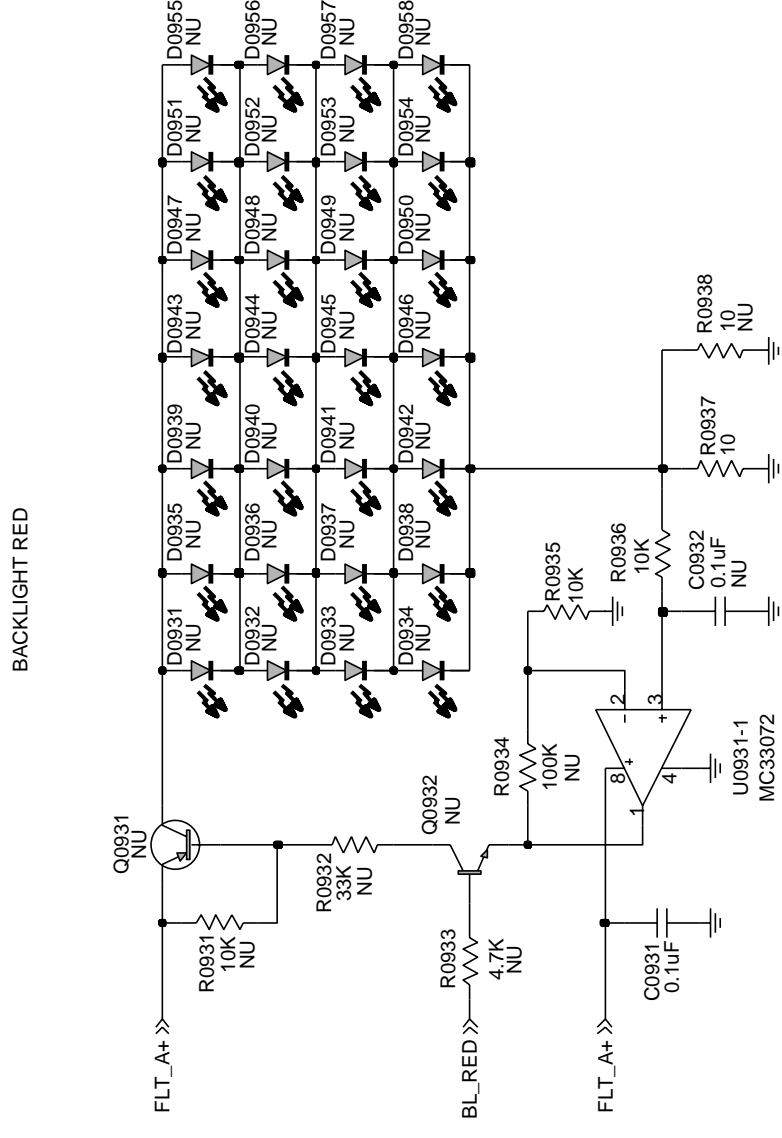 BACKLIGHT RED
D0955
NU
D0956
NU
D0957
NU
D0958
NU
D0951
NU
D0952
NU
D0953
NU
D0954
NU
D0947
NU
D0948
NU
D0949
NU
D0950
NU
D0943
NU
D0944
NU
D0945
NU
D0946
NU
D0939
NU
D0940
NU
D0941
NU
D0942
NU
D0935
NU
D0936
NU
D0937
NU
D0938
NU
D0931
NU
D0932
NU
D0933
NU
D0934
NU
R0938
10
NU
R0937
10
R0936
10K
C0932
0.1uF
NU
R0935
10K
R0934
100K
NU
2
3
8
4
1
-
+
+
U0931-1
MC33072
Q0931
NU
Q0932
NU
R0932
33K
NU
R0931
10K
NU
R0933
4.7K
NU
C0931
0.1uF
FLT_A+
BL_RED
FLT_A+